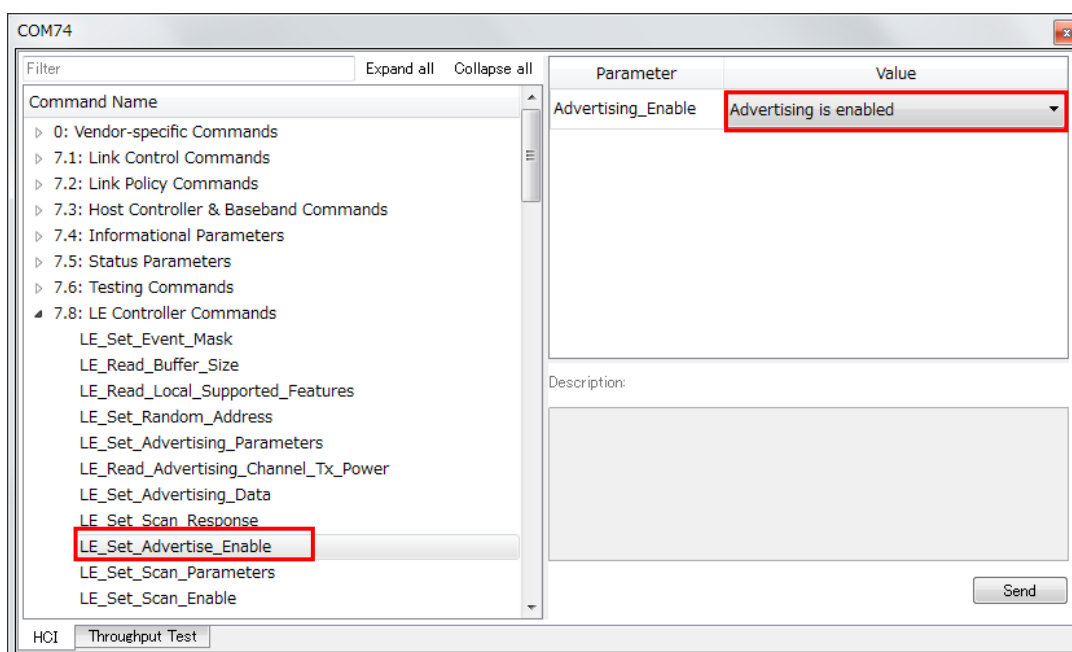 COM74
Filter
Expand all
Collapse all
Command Name
0: Vendor-specific Commands
7.1: Link Control Commands
7.2: Link Policy Commands
7.3: Host Controller & Baseband Commands
7.4: Informational Parameters
7.5: Status Parameters
7.6: Testing Commands
7.8: LE Controller Commands
LE_Set_Event_Mask
LE_Read_Buffer_Size
LE_Read_Local_Supported_Features
LE_Set_Random_Address
LE_Set_Advertising_Parameters
LE_Read_Advertising_Channel_Tx_Power
LE_Set_Advertising_Data
LE_Set_Scan_Response
LE_Set_Advertise_Enable
LE_Set_Scan_Parameters
LE_Set_Scan_Enable
Parameter
Value
Advertising_Enable
Advertising is enabled
Description:
Send
HCI
Throughput Test